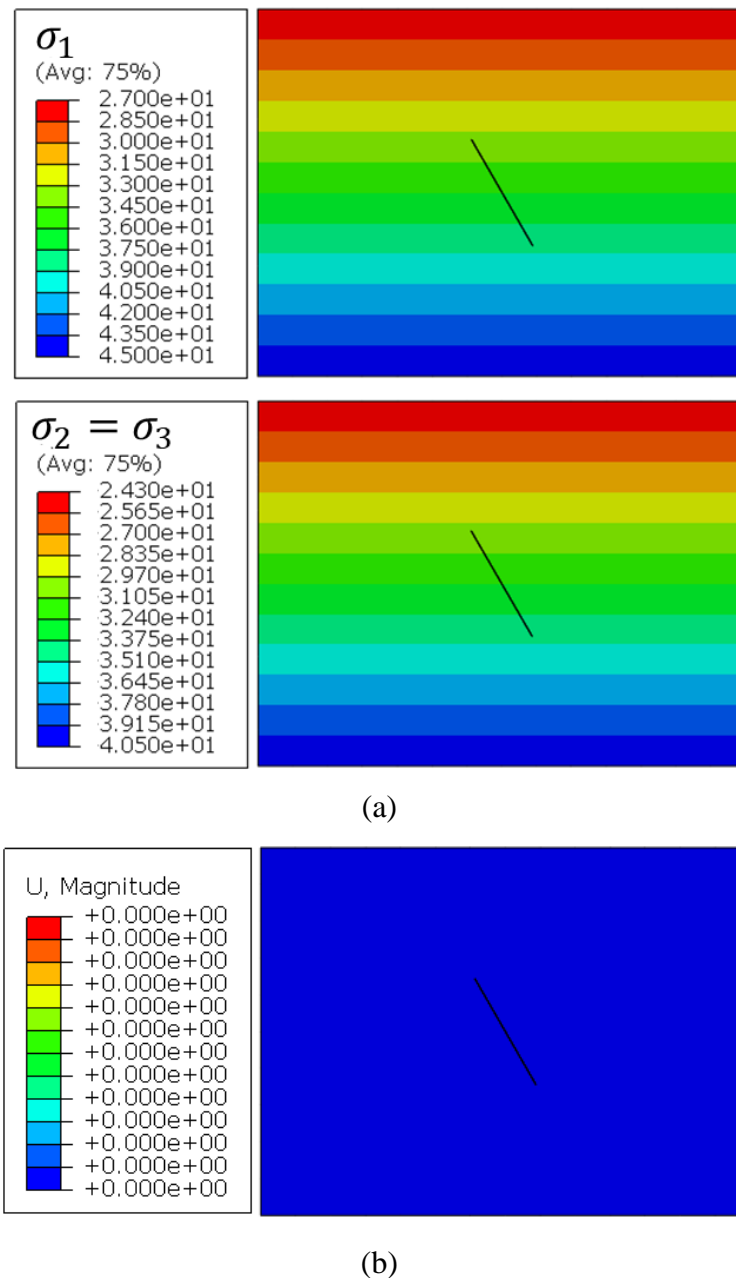 σ1
(Avg: 75%)
2.700e+01
2.850e+01
3.000e+01
3.150e+01
3.300e+01
3.450e+01
3.600e+01
3.750e+01
3.900e+01
4.050e+01
4.200e+01
4.350e+01
4.500e+01
σ2 = σ3
(Avg: 75%)
2.430e+01
2.565e+01
2.700e+01
2.835e+01
2.970e+01
3.105e+01
3.240e+01
3.375e+01
3.510e+01
3.645e+01
3.780e+01
3.915e+01
4.050e+01
(a)
U, Magnitude
+0.000e+00
+0.000e+00
+0.000e+00
+0.000e+00
+0.000e+00
+0.000e+00
+0.000e+00
+0.000e+00
+0.000e+00
+0.000e+00
+0.000e+00
+0.000e+00
+0.000e+00
(b)